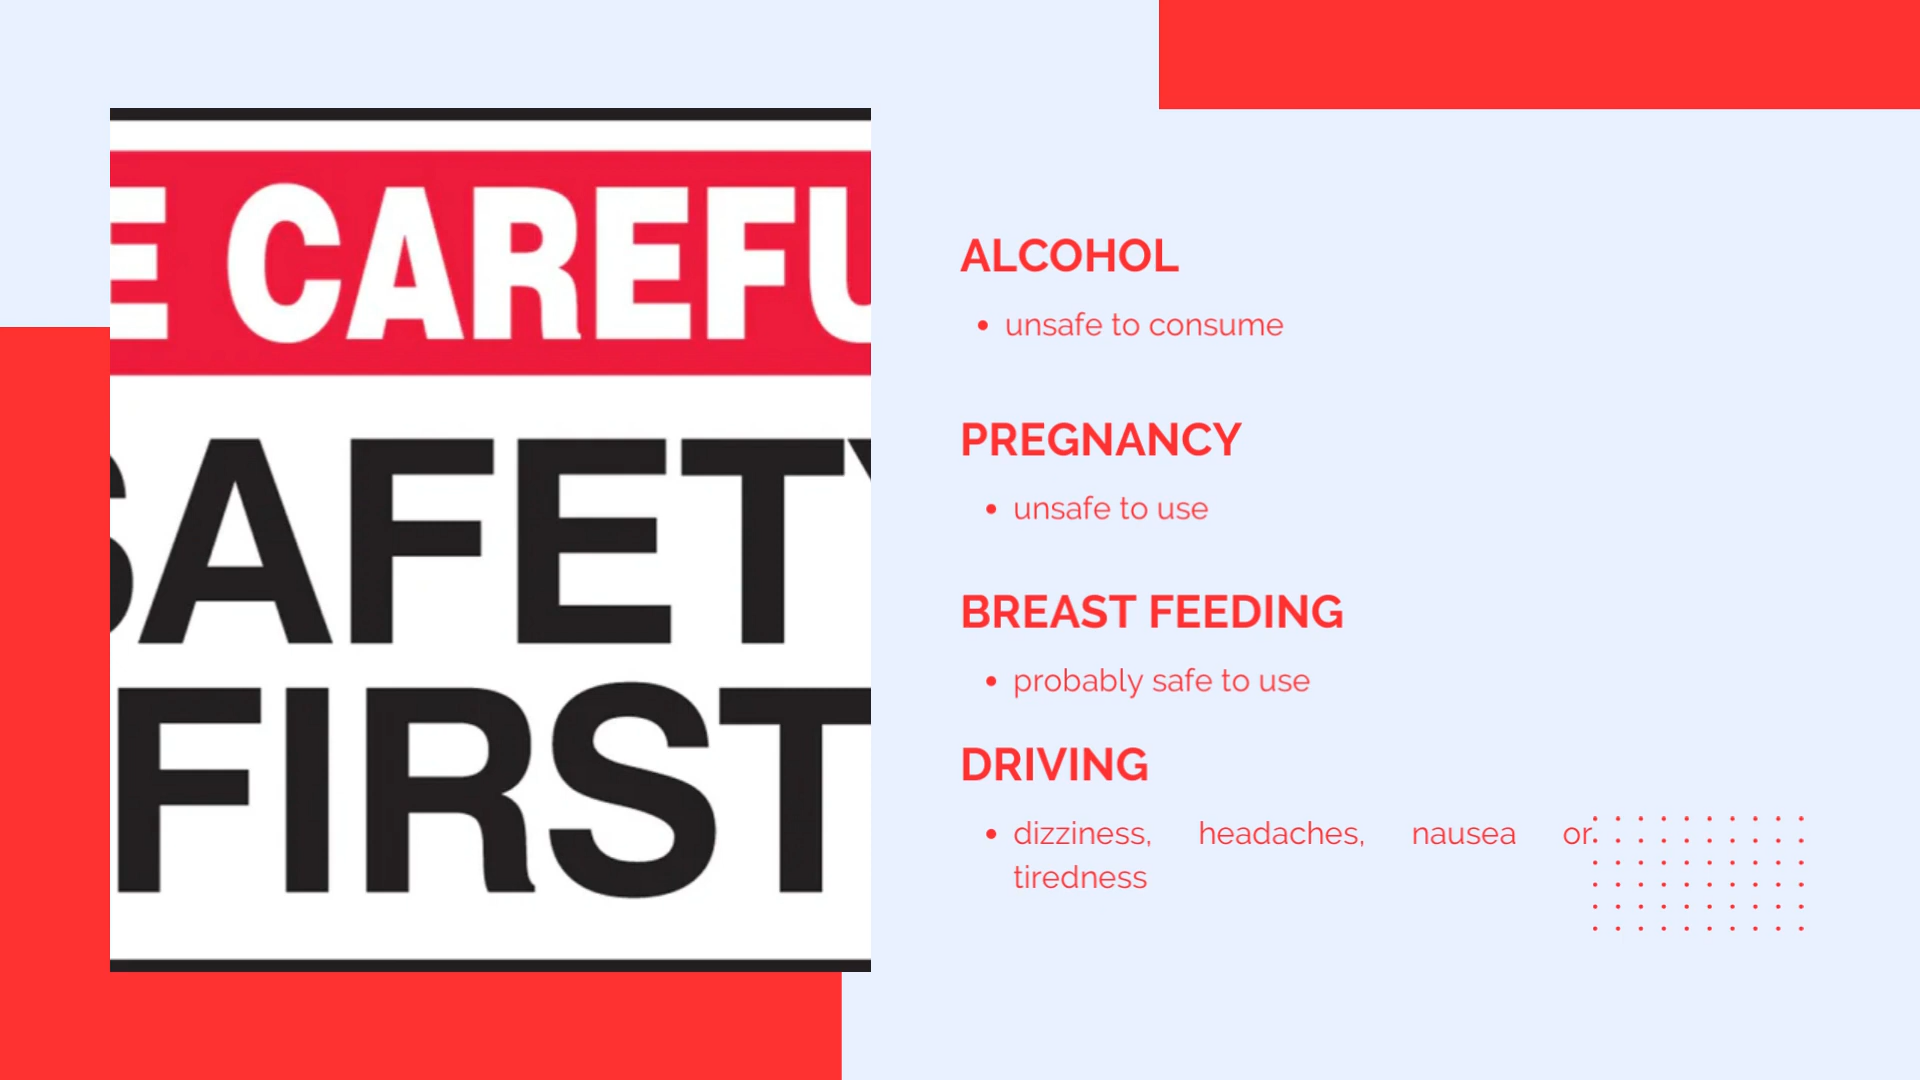 E CAREFU
SAFETY
FIRST
ALCOHOL
• unsafe to consume
PREGNANCY
• unsafe to use
BREAST FEEDING
• probably safe to use
DRIVING
• dizziness, headaches, nausea or
tiredness